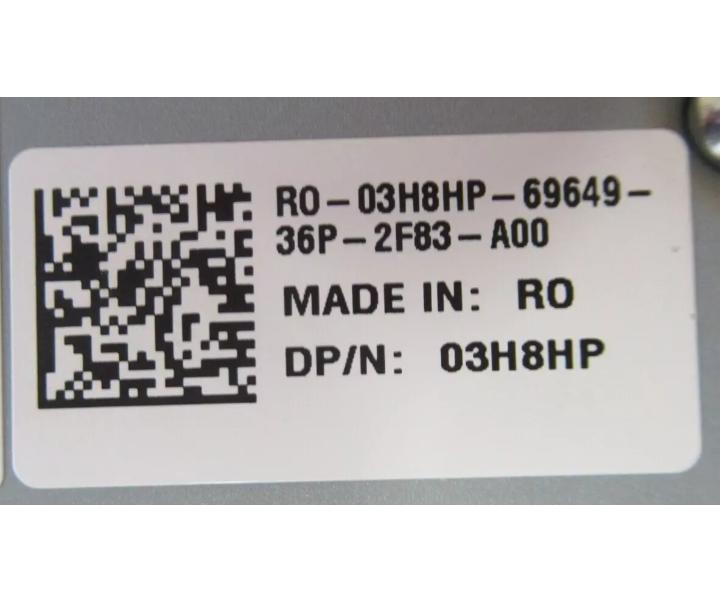 RO-03H8HP-69649-
36P-2F83-A00
MADE IN: RO
DP/N: 03H8HP